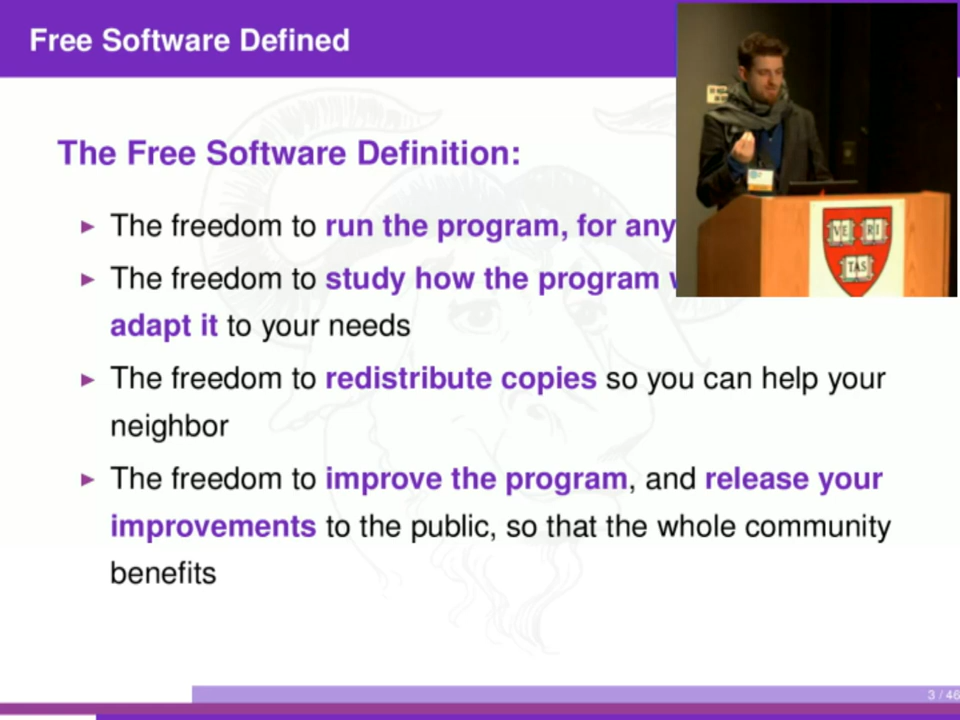 Free Software Defined
The Free Software Definition:
The freedom to run the program, for any
The freedom to study how the program
adapt it to your needs
The freedom to redistribute copies so you can help your
neighbor
The freedom to improve the program, and release your
improvements to the public, so that the whole community
benefits
VE RI
TAS
3 / 46